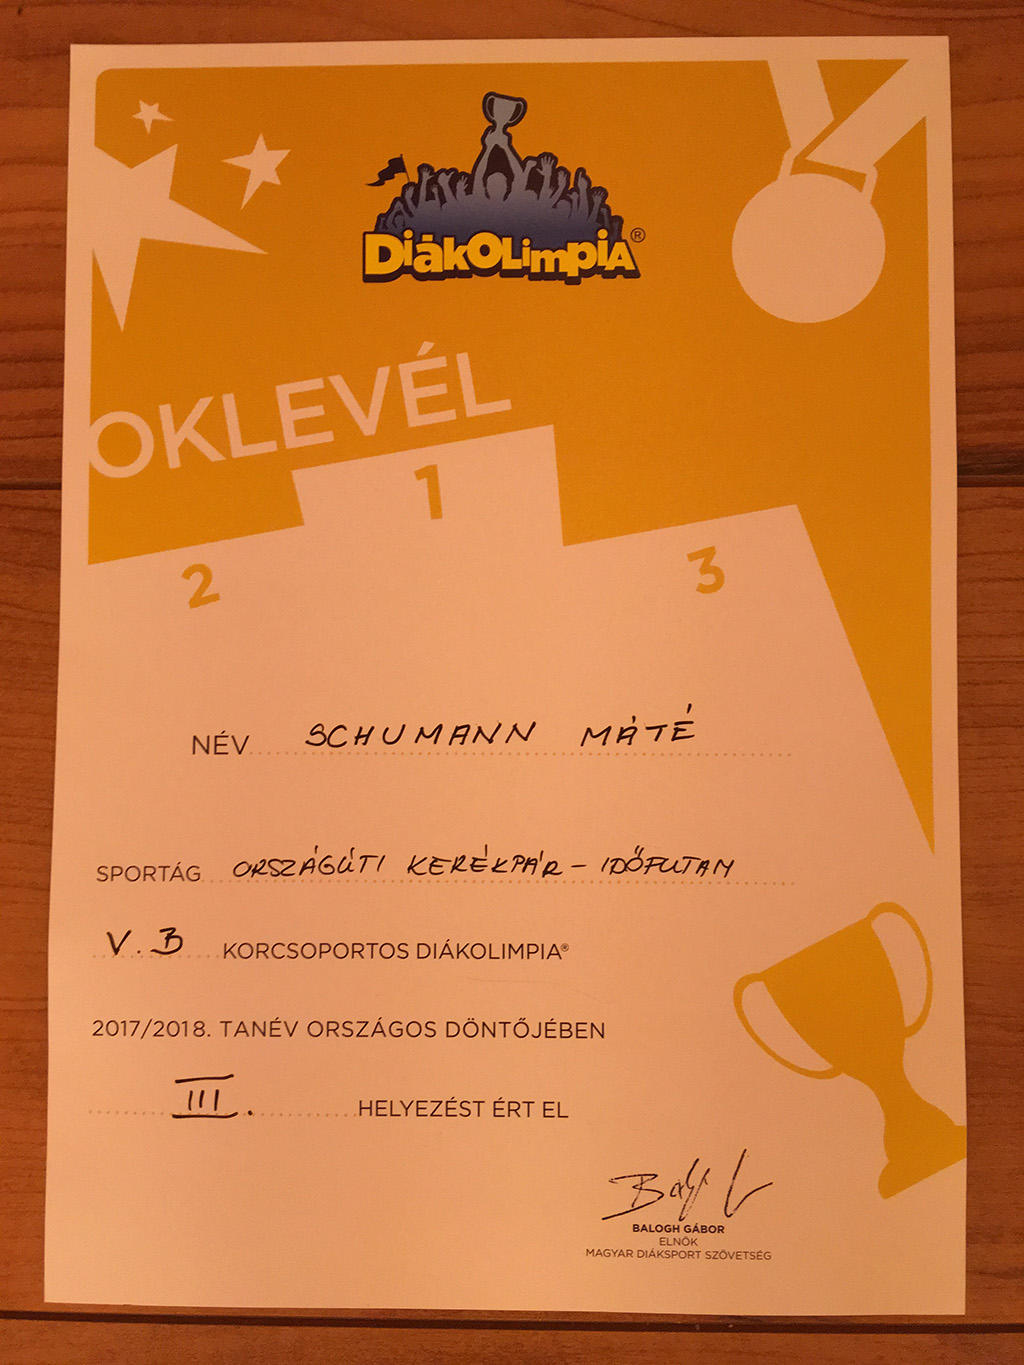 DiákOLimpiA®
OKLEVÉL
1
2
3
NÉV SCHUMANN MÁTÉ
SPORTÁG ORSZÁGÚTI KERÉKPÁR - IDŐFUTAM
V. B KORCSOPORTOS DIÁKOLIMPIA®
2017/2018. TANÉV ORSZÁGOS DÖNTŐJÉBEN
III. HELYEZÉST ÉRT EL
BALOGH GÁBOR
ELNÖK
MAGYAR DIÁKSPORT SZÖVETSÉG